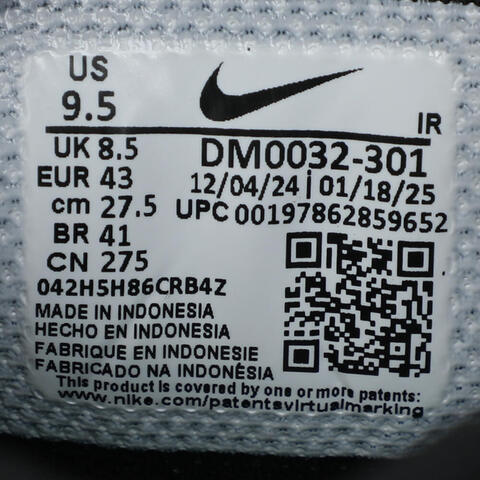 US
9.5
IR
UK 8.5
DM0032-301
EUR 43
12/04/24 | 01/18/25
cm 27.5
UPC 00197862859652
BR 41
CN 275
042H5H86CRB4Z
MADE IN INDONESIA
HECHO EN INDONESIA
FABRIQUE EN INDONESIE
FABRICADO NA INDONÉSIA
This product is covered by one or more patents:
www.nike.com/patentsvirtualmarking